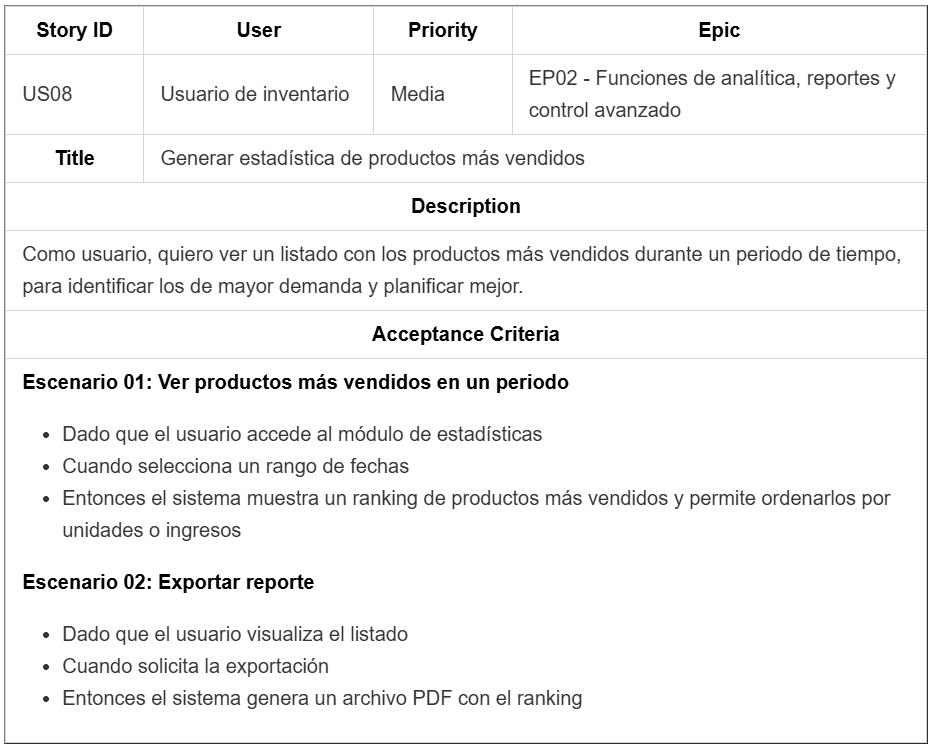 Story ID User Priority Epic
US08 Usuario de inventario Media EP02 - Funciones de analítica, reportes y
control avanzado
Title Generar estadística de productos más vendidos
Description
Como usuario, quiero ver un listado con los productos más vendidos durante un periodo de tiempo,
para identificar los de mayor demanda y planificar mejor.
Acceptance Criteria
Escenario 01: Ver productos más vendidos en un periodo
• Dado que el usuario accede al módulo de estadísticas
• Cuando selecciona un rango de fechas
• Entonces el sistema muestra un ranking de productos más vendidos y permite ordenarlos por
unidades o ingresos
Escenario 02: Exportar reporte
• Dado que el usuario visualiza el listado
• Cuando solicita la exportación
• Entonces el sistema genera un archivo PDF con el ranking